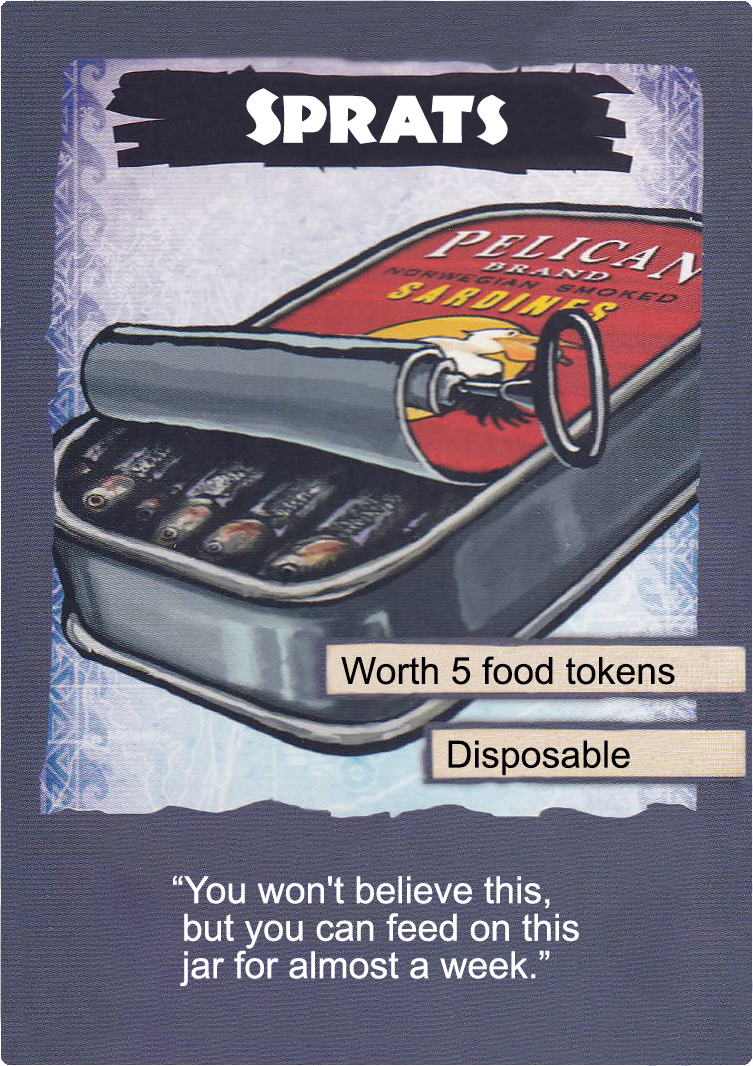 SPRATS
PELICAN
BRAND
NORWEGIAN SMOKED
SARDINES
Worth 5 food tokens
Disposable
“You won't believe this,
but you can feed on this
jar for almost a week.”